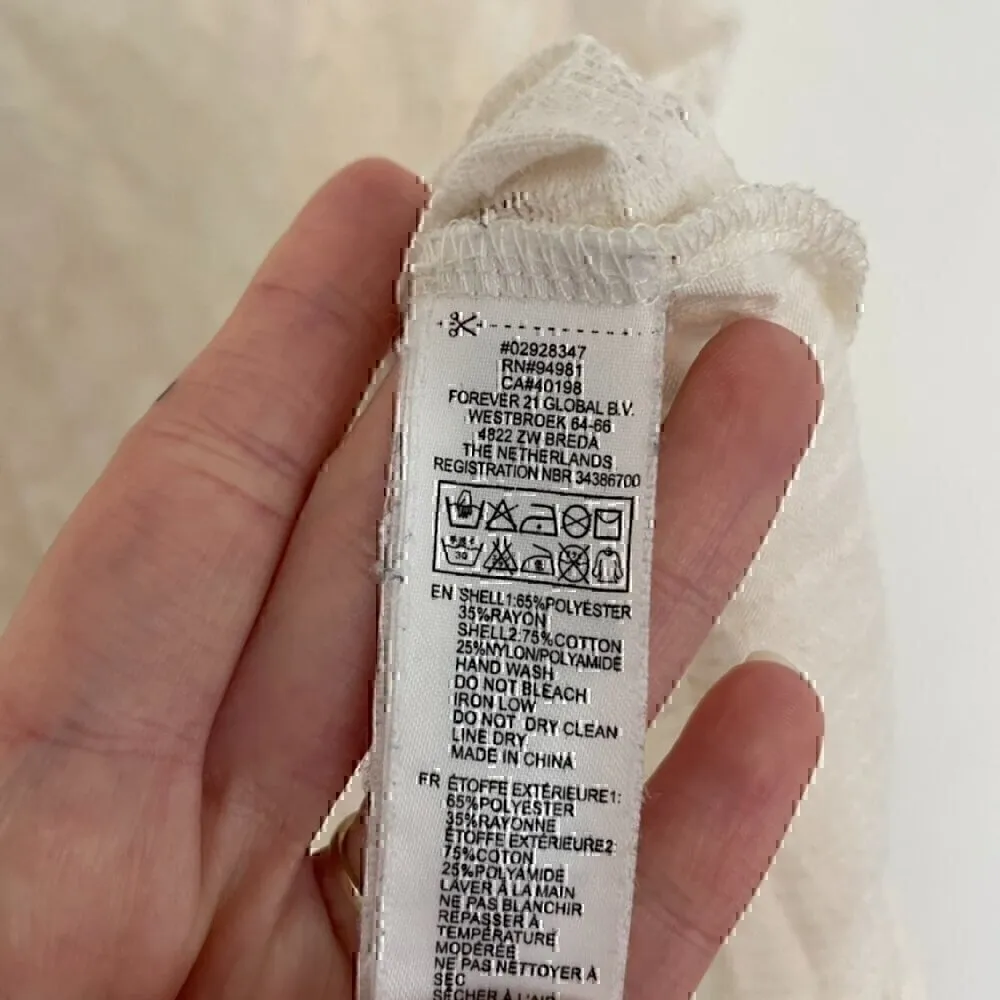 #02928347
RN#94981
CA#40198
FOREVER 21 GLOBAL B.V.
WESTBROEK 64-66
4822 ZW BREDA
THE NETHERLANDS
REGISTRATION NBR 34386700
30
EN SHELL1:65%POLYESTER
35%RAYON
SHELL2:75%COTTON
25%NYLON/POLYAMIDE
HAND WASH
DO NOT BLEACH
IRON LOW
DO NOT DRY CLEAN
LINE DRY
MADE IN CHINA
FR ÉTOFFE EXTÉRIEURE1:
65%POLYESTER
35%RAYONNE
ÉTOFFE EXTÉRIEURE2:
75%COTON
25%POLYAMIDE
LAVER À LA MAIN
NE PAS BLANCHIR
REPASSER À
TEMPÉRATURE
MODÉRÉE
NE PAS NETTOYER À
SEC
SÉCHER À L'AIR